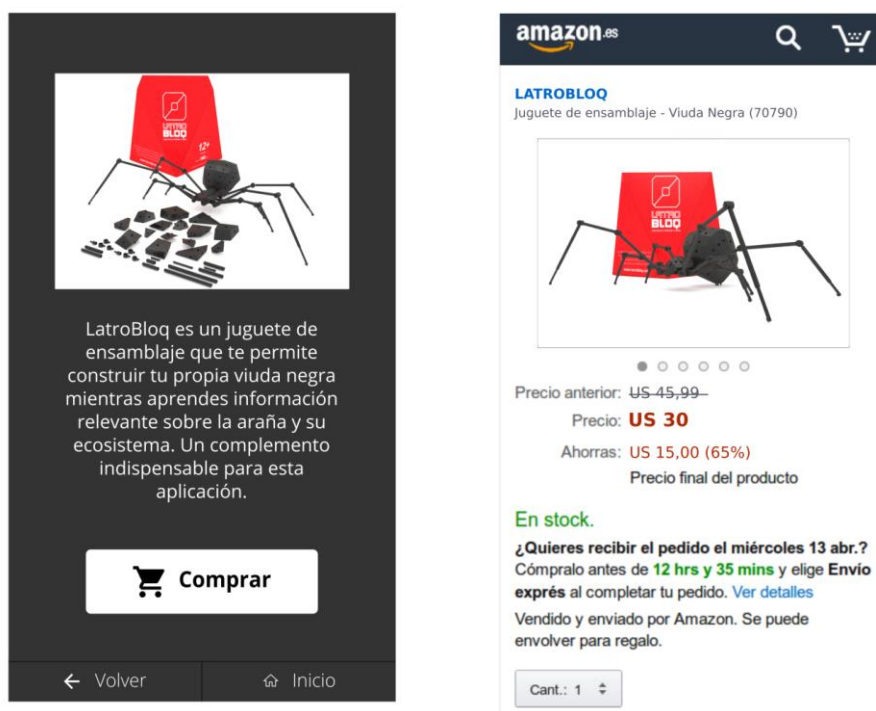 LATRO
BLOQ
12+
LatroBloq es un juguete de
ensamblaje que te permite
construir tu propia viuda negra
mientras aprendes información
relevante sobre la araña y su
ecosistema. Un complemento
indispensable para esta
aplicación.
Comprar
Volver
Inicio
amazon.es
LATROBLOQ
Juguete de ensamblaje - Viuda Negra (70790)
LATRO
BLOQ
Precio anterior: US 45,99
Precio: US 30
Ahorras: US 15,00 (65%)
Precio final del producto
En stock.
¿Quieres recibir el pedido el miércoles 13 abr.?
Cómpralo antes de 12 hrs y 35 mins y elige Envío
exprés al completar tu pedido. Ver detalles
Vendido y enviado por Amazon. Se puede
envolver para regalo.
Cant.: 1